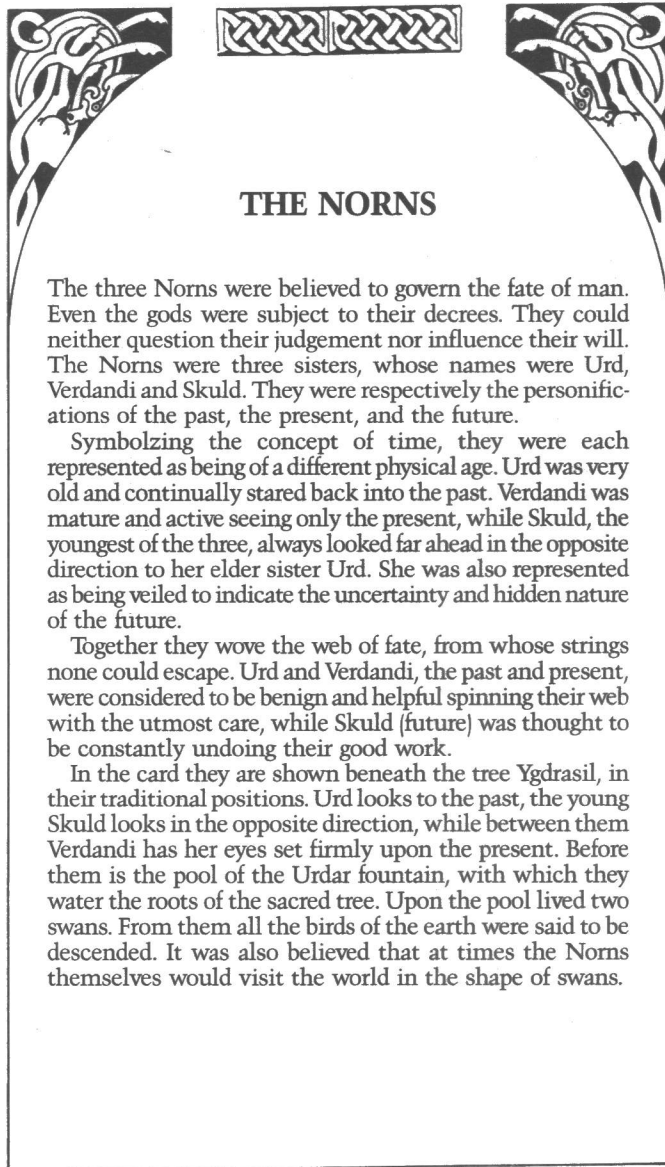 THE NORNS
The three Norns were believed to govern the fate of man.
Even the gods were subject to their decrees. They could
neither question their judgement nor influence their will.
The Norns were three sisters, whose names were Urd,
Verdandi and Skuld. They were respectively the personific-
ations of the past, the present, and the future.
Symbolzing the concept of time, they were each
represented as being of a different physical age. Urd was very
old and continually stared back into the past. Verdandi was
mature and active seeing only the present, while Skuld, the
youngest of the three, always looked far ahead in the opposite
direction to her elder sister Urd. She was also represented
as being veiled to indicate the uncertainty and hidden nature
of the future.
Together they wove the web of fate, from whose strings
none could escape. Urd and Verdandi, the past and present,
were considered to be benign and helpful spinning their web
with the utmost care, while Skuld (future) was thought to
be constantly undoing their good work.
In the card they are shown beneath the tree Ygdrasil, in
their traditional positions. Urd looks to the past, the young
Skuld looks in the opposite direction, while between them
Verdandi has her eyes set firmly upon the present. Before
them is the pool of the Urdar fountain, with which they
water the roots of the sacred tree. Upon the pool lived two
swans. From them all the birds of the earth were said to be
descended. It was also believed that at times the Norns
themselves would visit the world in the shape of swans.